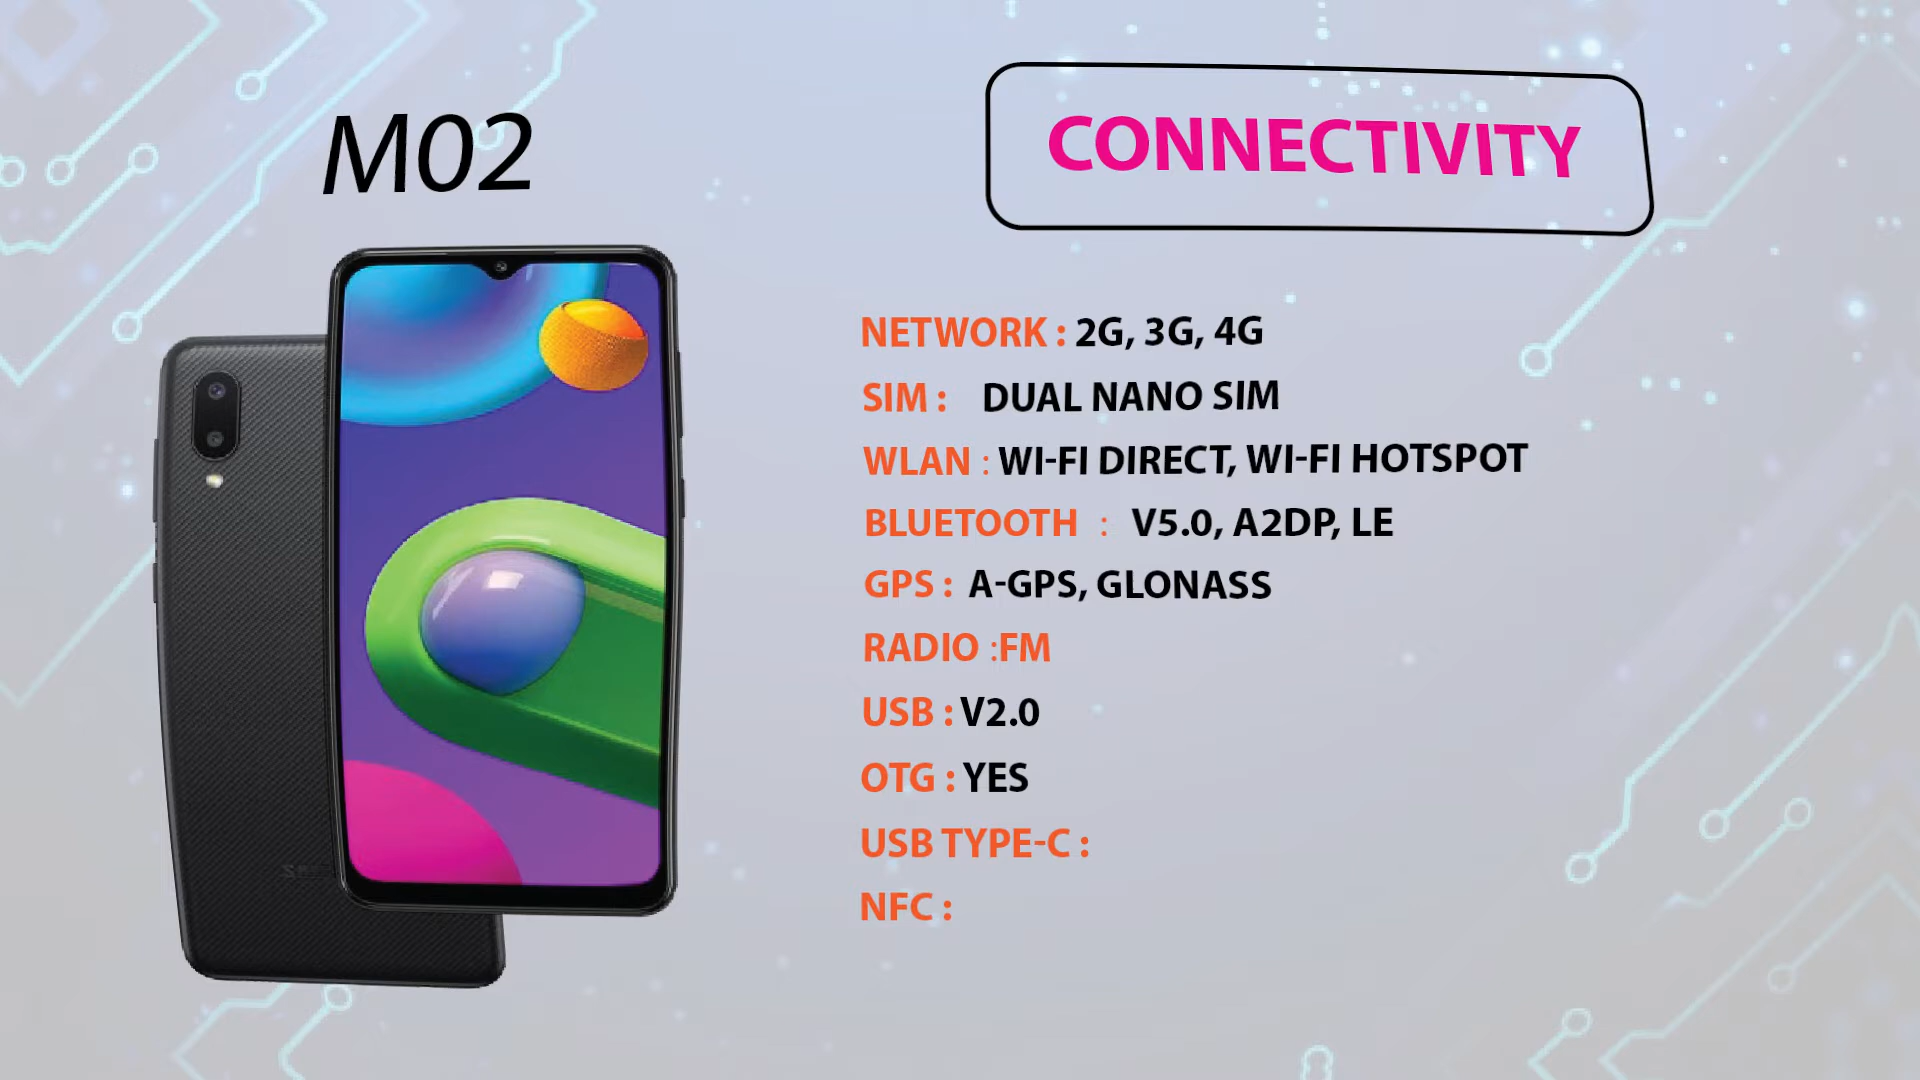 M02
CONNECTIVITY
NETWORK : 2G, 3G, 4G
SIM : DUAL NANO SIM
WLAN : WI-FI DIRECT, WI-FI HOTSPOT
BLUETOOTH : V5.0, A2DP, LE
GPS : A-GPS, GLONASS
RADIO :FM
USB : V2.0
OTG : YES
USB TYPE-C :
NFC :